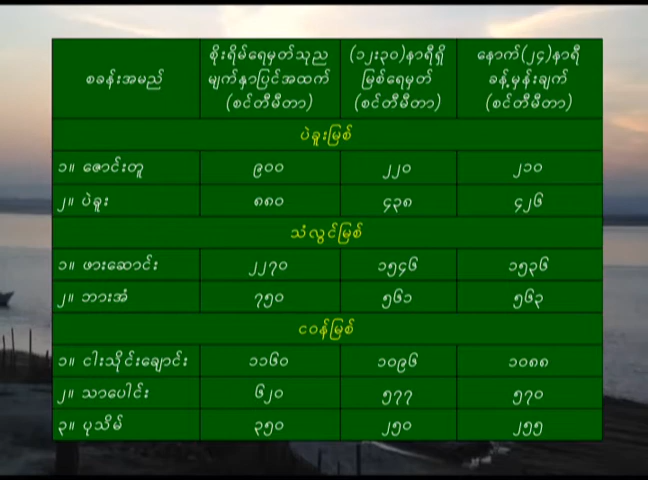 စခန်းအမည်
စိုးရိမ်ရေမှတ်သုည
မျက်နှာပြင်အထက်
(စင်တီမီတာ)
(၁၂း၃၀)နာရီရှိ
မြစ်ရေမှတ်
(စင်တီမီတာ)
နောက်(၂၄)နာရီ
ခန့်မှန်းချက်
(စင်တီမီတာ)
ပဲခူးမြစ်
၁။ ဇောင်းတူ ၉၀၀ ၂၂၀ ၂၁၀
၂။ ပဲခူး ၈၈၀ ၄၃၈ ၄၂၆
သံလွင်မြစ်
၁။ ဖားဆောင်း ၂၂၇၀ ၁၅၄၆ ၁၅၃၆
၂။ ဘားအံ ၇၅၀ ၅၆၁ ၅၆၃
ငဝန်မြစ်
၁။ ငါးသိုင်းချောင်း ၁၁၆၀ ၁၀၉၆ ၁၀၈၈
၂။ သာပေါင်း ၆၂၀ ၅၇၇ ၅၇၀
၃။ ပုသိမ် ၃၅၀ ၂၅၀ ၂၅၅